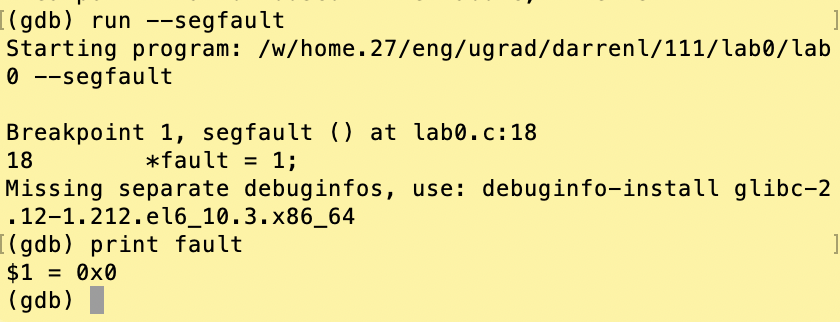 (gdb) run --segfault
Starting program: /w/home.27/eng/ugrad/darrenl/111/lab0/lab
0 --segfault
Breakpoint 1, segfault () at lab0.c:18
18        *fault = 1;
Missing separate debuginfos, use: debuginfo-install glibc-2
.12-1.212.el6_10.3.x86_64
(gdb) print fault
$1 = 0x0
(gdb)